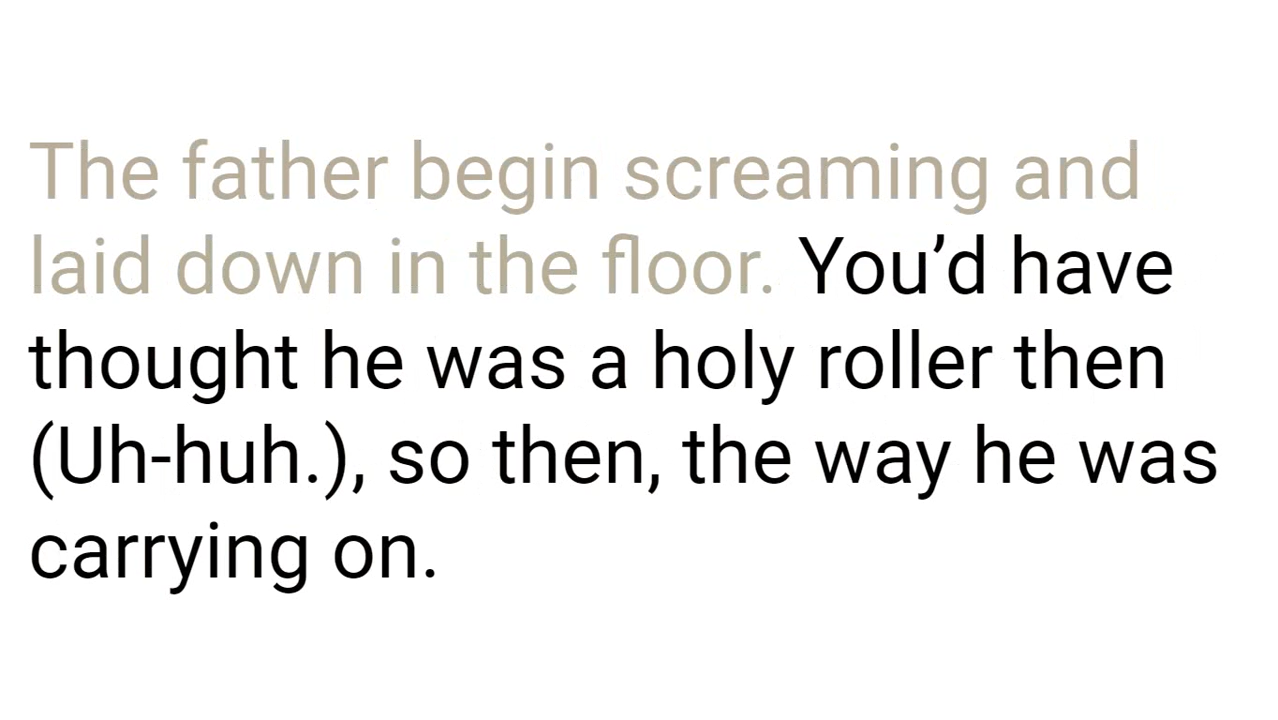 The father begin screaming and
laid down in the floor. You’d have
thought he was a holy roller then
(Uh-huh.), so then, the way he was
carrying on.